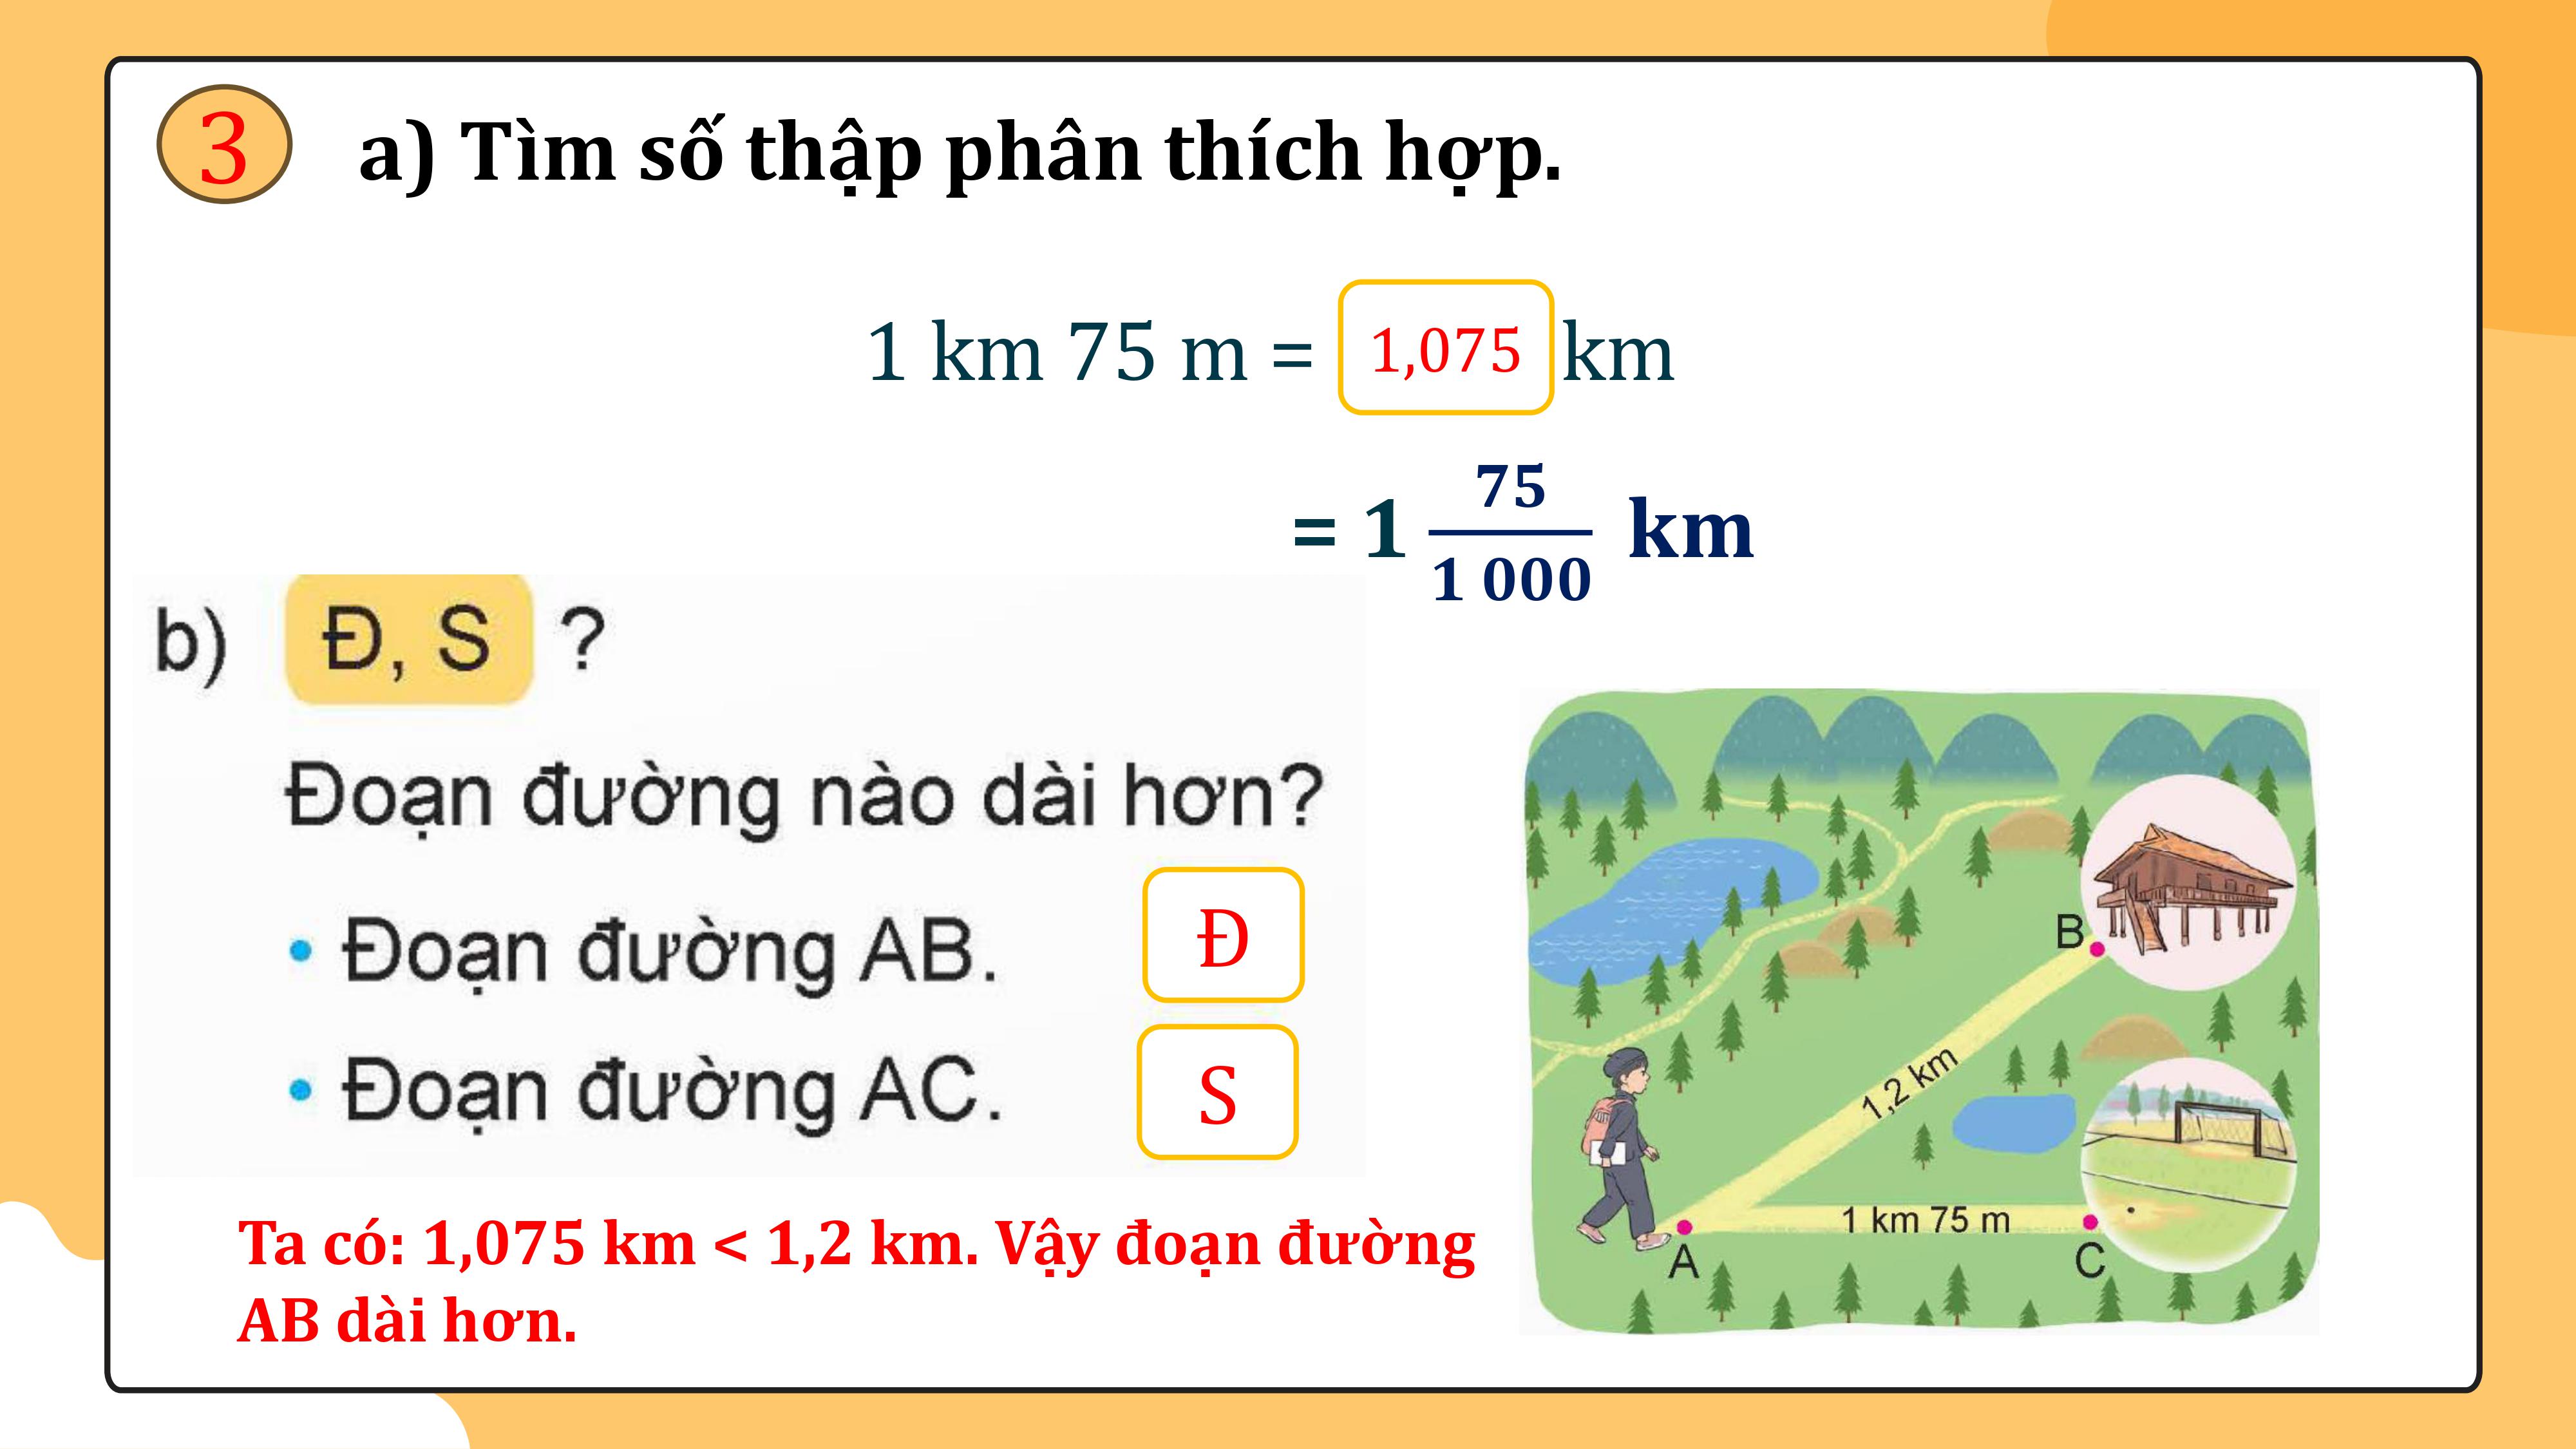 3 a) Tìm số thập phân thích hợp.
1 km 75 m = 1,075 km
= 1 75/1 000 km
b) Đ, S ?
Đoạn đường nào dài hơn?
• Đoạn đường AB. Đ
• Đoạn đường AC. S
Ta có: 1,075 km < 1,2 km. Vậy đoạn đường
AB dài hơn.
B
1,2 km
1 km 75 m
A
C